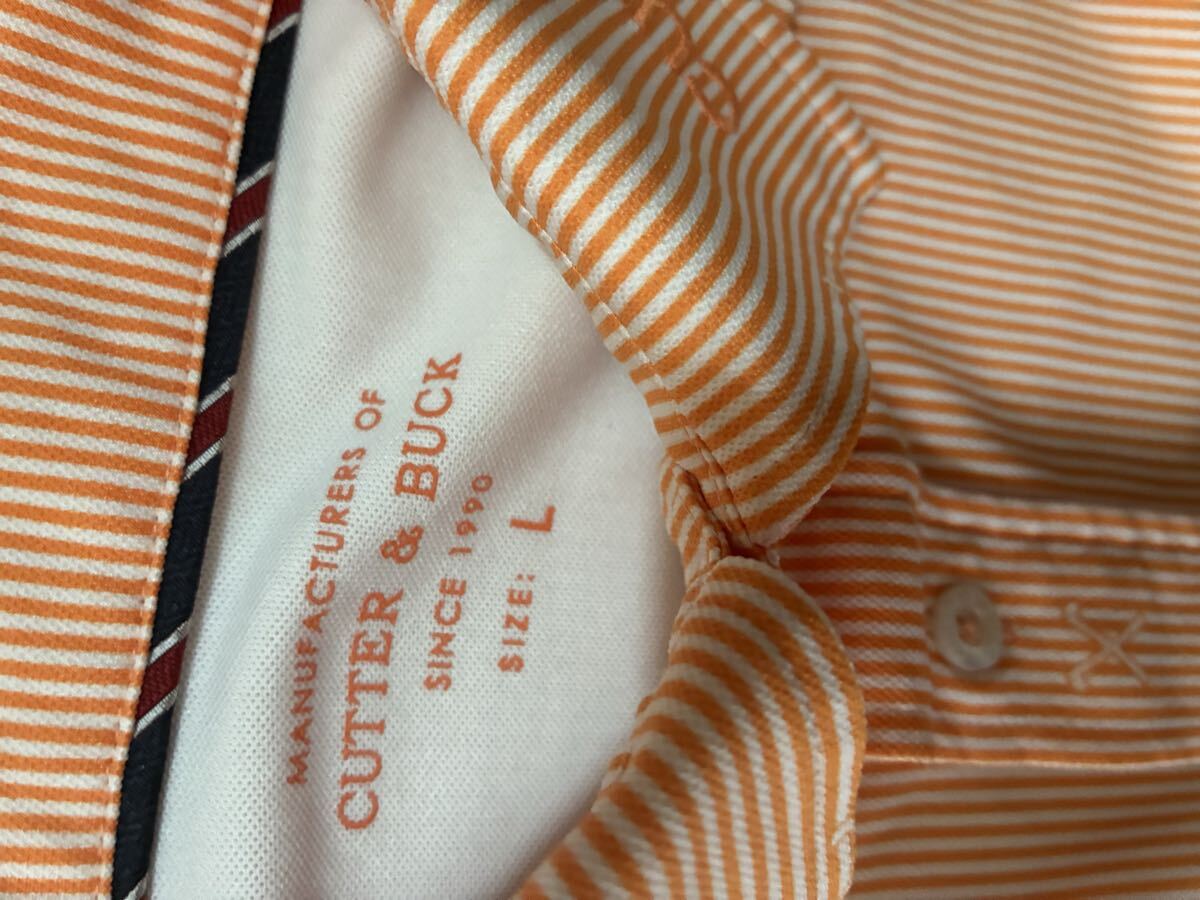 MANUFACTURERS OF
CUTTER & BUCK
SINCE 1990
SIZE: L